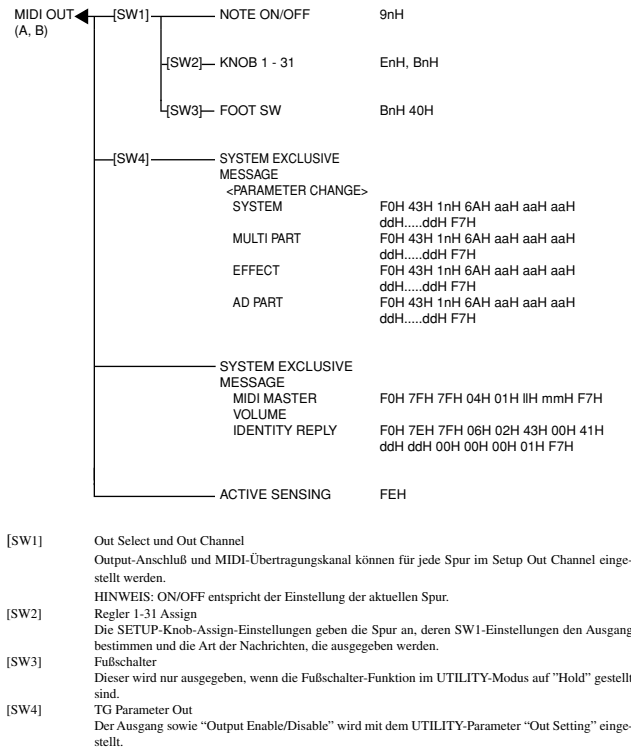 MIDI OUT [SW1] NOTE ON/OFF 9nH
(A, B)
[SW2] KNOB 1 - 31 EnH, BnH
[SW3] FOOT SW BnH 40H
[SW4] SYSTEM EXCLUSIVE
MESSAGE
<PARAMETER CHANGE>
SYSTEM F0H 43H 1nH 6AH aaH aaH aaH
ddH.....ddH F7H
MULTI PART F0H 43H 1nH 6AH aaH aaH aaH
ddH.....ddH F7H
EFFECT F0H 43H 1nH 6AH aaH aaH aaH
ddH.....ddH F7H
AD PART F0H 43H 1nH 6AH aaH aaH aaH
ddH.....ddH F7H
SYSTEM EXCLUSIVE
MESSAGE
MIDI MASTER F0H 7FH 7FH 04H 01H llH mmH F7H
VOLUME
IDENTITY REPLY F0H 7EH 7FH 06H 02H 43H 00H 41H
ddH ddH 00H 00H 00H 01H F7H
ACTIVE SENSING FEH
[SW1] Out Select und Out Channel
Output-Anschluß und MIDI-Übertragungskanal können für jede Spur im Setup Out Channel einge-
stellt werden.
HINWEIS: ON/OFF entspricht der Einstellung der aktuellen Spur.
[SW2] Regler 1-31 Assign
Die SETUP-Knob-Assign-Einstellungen geben die Spur an, deren SW1-Einstellungen den Ausgang
bestimmen und die Art der Nachrichten, die ausgegeben werden.
[SW3] Fußschalter
Dieser wird nur ausgegeben, wenn die Fußschalter-Funktion im UTILITY-Modus auf ”Hold” gestellt
sind.
[SW4] TG Parameter Out
Der Ausgang sowie “Output Enable/Disable” wird mit dem UTILITY-Parameter “Out Setting” einge-
stellt.